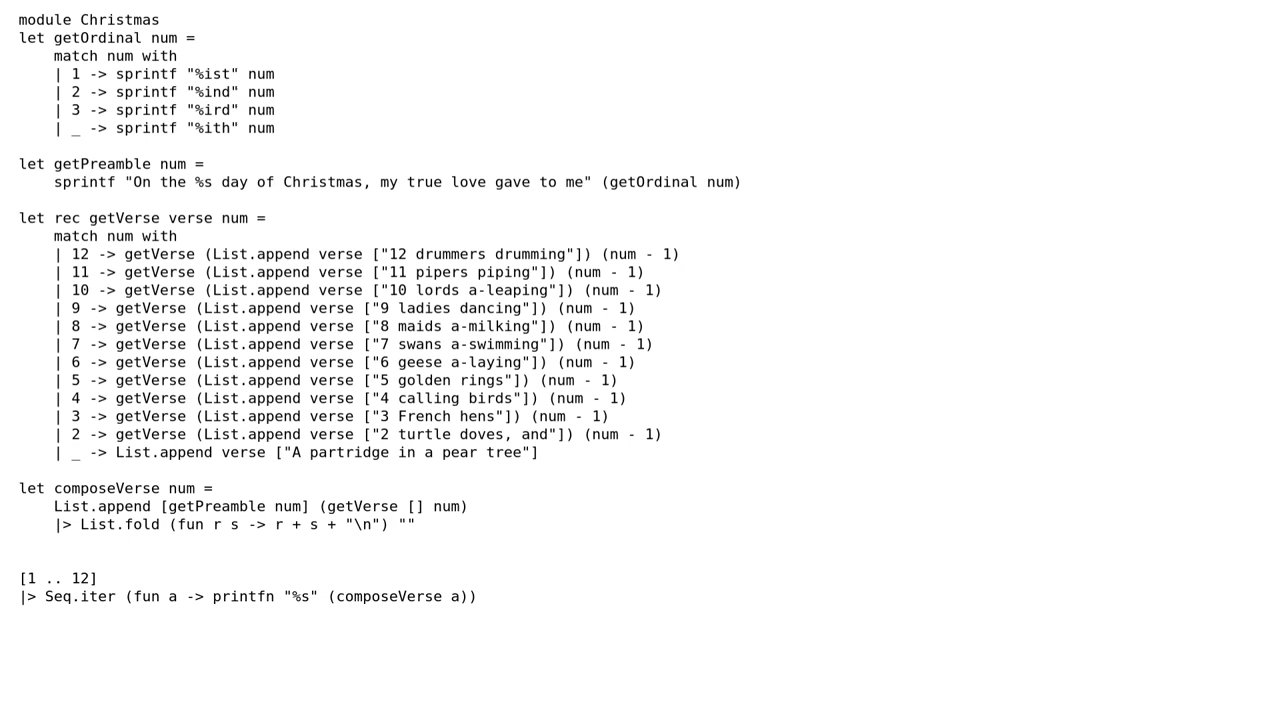 module Christmas
let getOrdinal num =
    match num with
    | 1 -> sprintf "%ist" num
    | 2 -> sprintf "%ind" num
    | 3 -> sprintf "%ird" num
    | _ -> sprintf "%ith" num

let getPreamble num =
    sprintf "On the %s day of Christmas, my true love gave to me" (getOrdinal num)

let rec getVerse verse num =
    match num with
    | 12 -> getVerse (List.append verse ["12 drummers drumming"]) (num - 1)
    | 11 -> getVerse (List.append verse ["11 pipers piping"]) (num - 1)
    | 10 -> getVerse (List.append verse ["10 lords a-leaping"]) (num - 1)
    | 9 -> getVerse (List.append verse ["9 ladies dancing"]) (num - 1)
    | 8 -> getVerse (List.append verse ["8 maids a-milking"]) (num - 1)
    | 7 -> getVerse (List.append verse ["7 swans a-swimming"]) (num - 1)
    | 6 -> getVerse (List.append verse ["6 geese a-laying"]) (num - 1)
    | 5 -> getVerse (List.append verse ["5 golden rings"]) (num - 1)
    | 4 -> getVerse (List.append verse ["4 calling birds"]) (num - 1)
    | 3 -> getVerse (List.append verse ["3 French hens"]) (num - 1)
    | 2 -> getVerse (List.append verse ["2 turtle doves, and"]) (num - 1)
    | _ -> List.append verse ["A partridge in a pear tree"]

let composeVerse num =
    List.append [getPreamble num] (getVerse [] num)
    |> List.fold (fun r s -> r + s + "\n") ""


[1 .. 12]
|> Seq.iter (fun a -> printfn "%s" (composeVerse a))